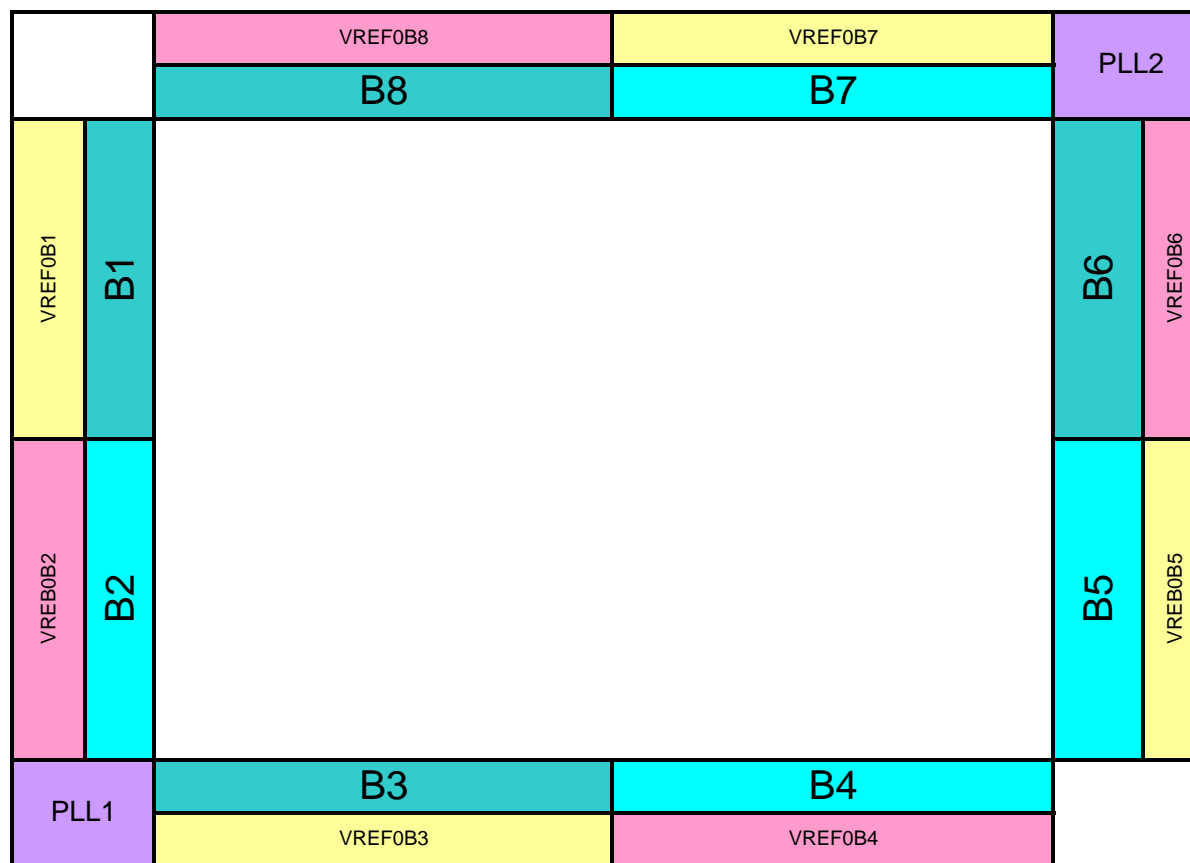 VREF0B8
VREF0B7
PLL2
B8
B7
VREF0B1
B1
B6
VREF0B6
VREB0B2
B2
B5
VREB0B5
PLL1
B3
B4
VREF0B3
VREF0B4